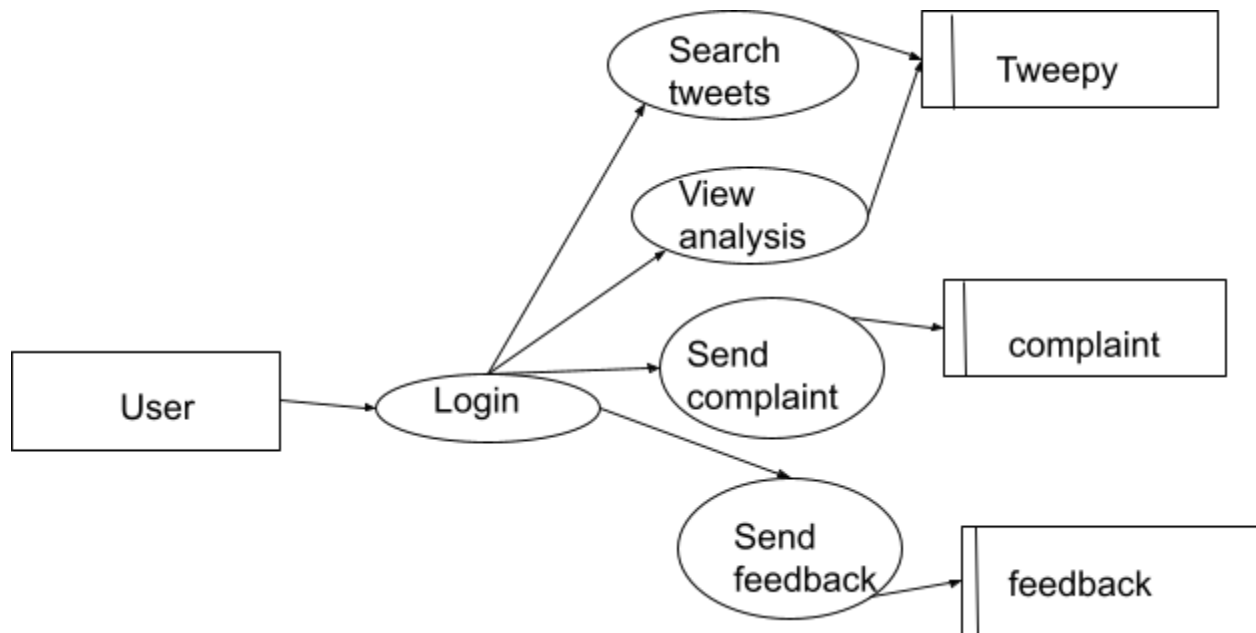 Search
tweets
Tweepy
View
analysis
Send
complaint
complaint
User
Login
Send
feedback
feedback